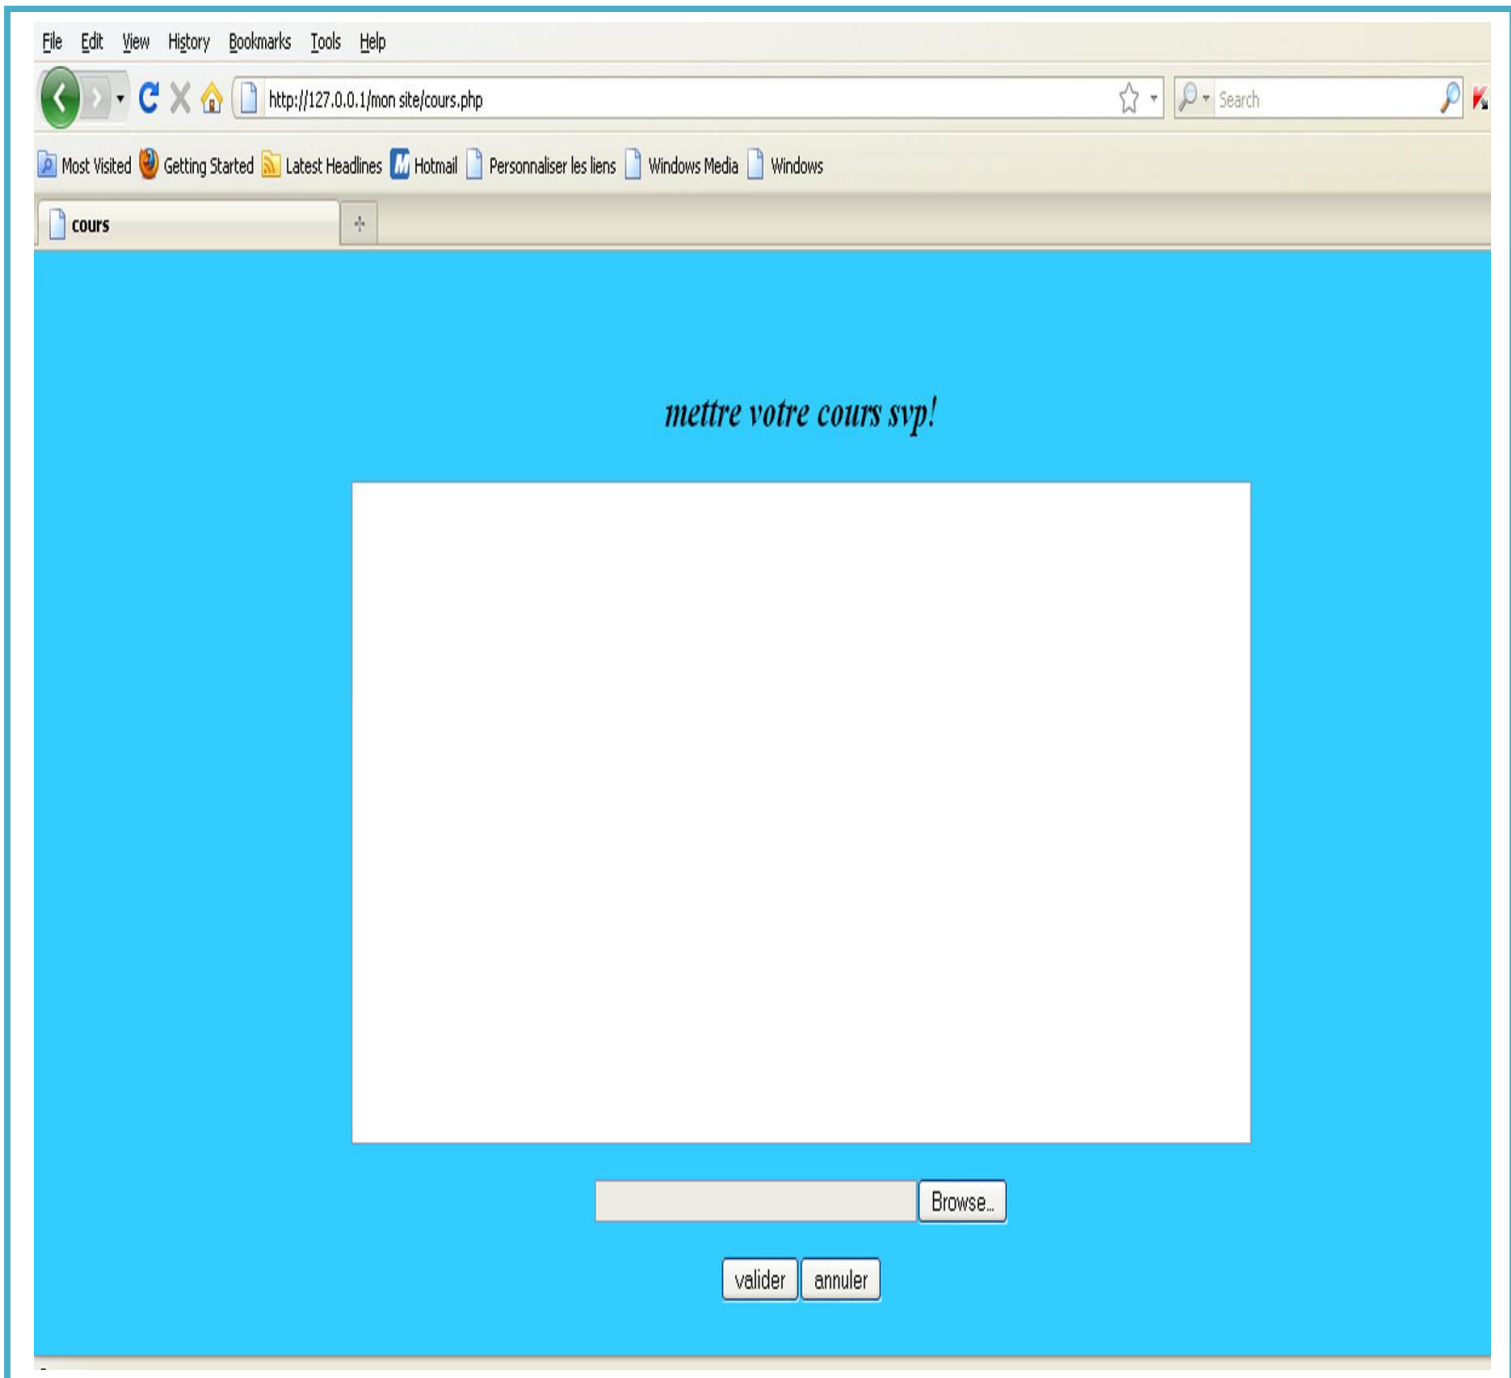 File Edit View History Bookmarks Tools Help
http://127.0.0.1/mon site/cours.php Search
Most Visited Getting Started Latest Headlines Hotmail Personnaliser les liens Windows Media Windows
cours
mettre votre cours svp!
Browse...
valider annuler